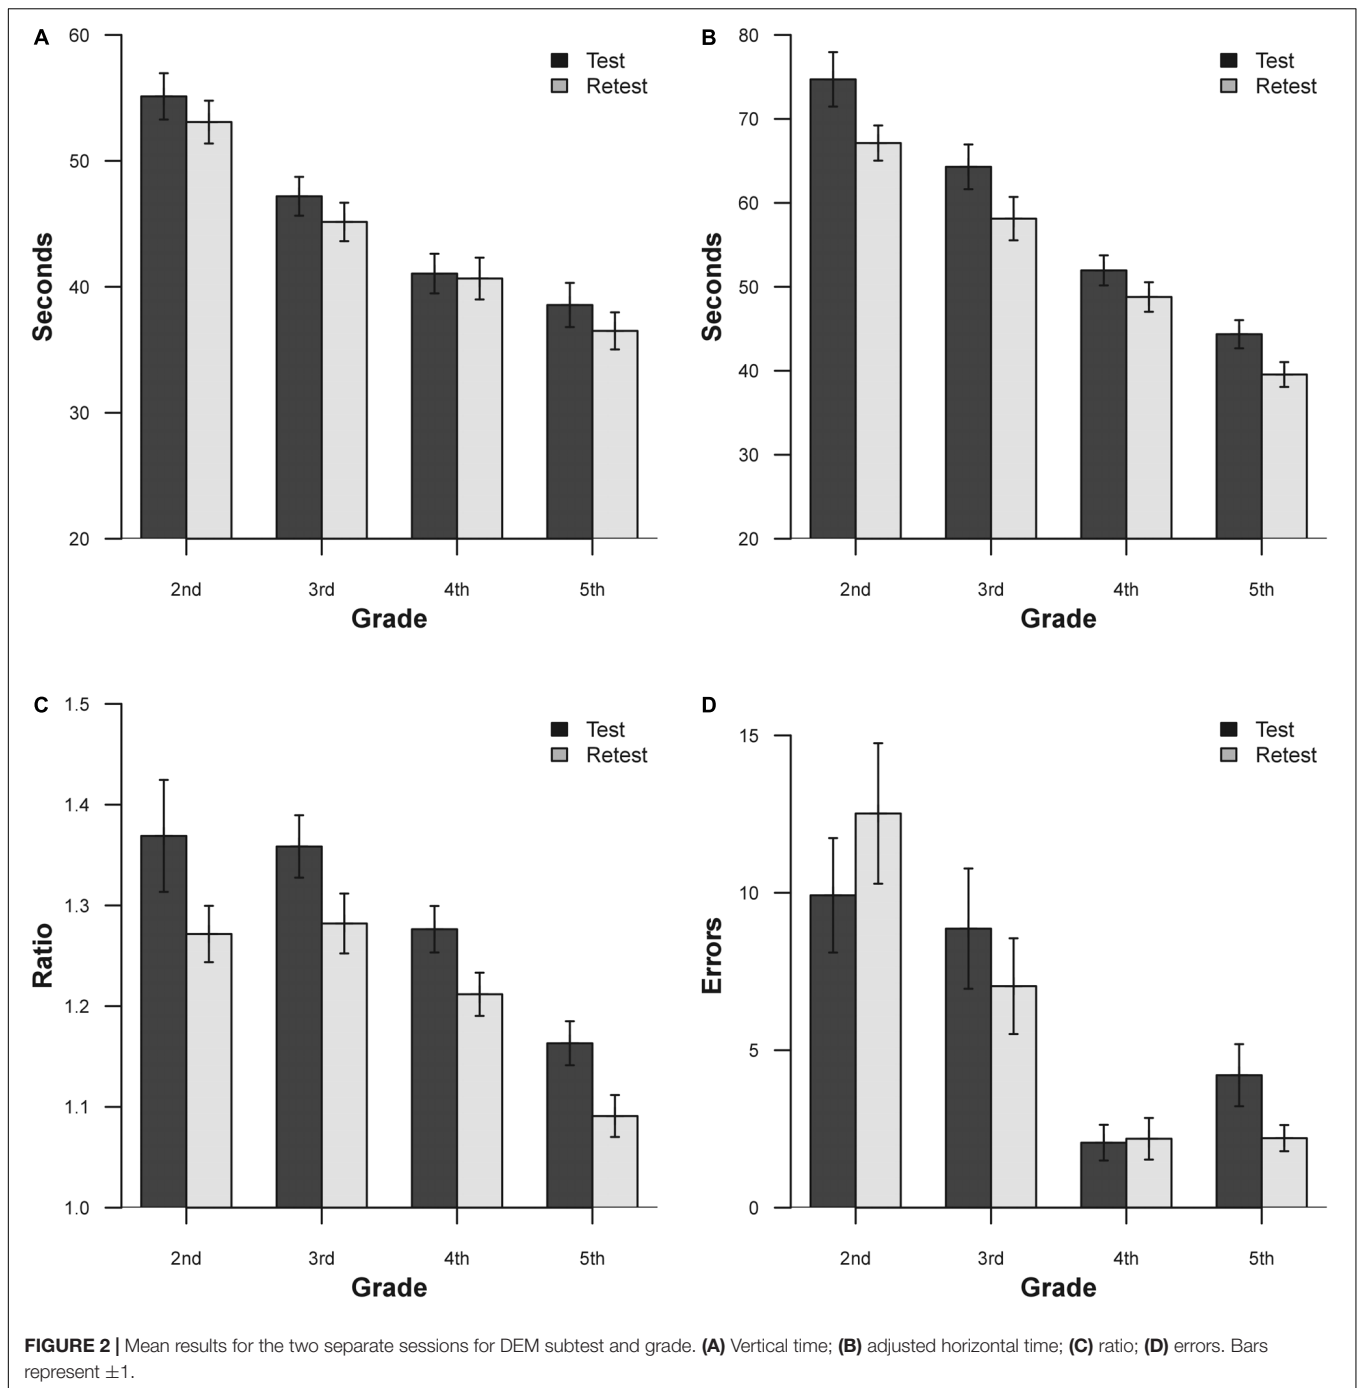 A
60
50
40
30
20
Seconds
Test
Retest
2nd 3rd 4th 5th
Grade
B
80
70
60
50
40
30
20
Seconds
Test
Retest
2nd 3rd 4th 5th
Grade
C
1.5
1.4
1.3
1.2
1.1
1.0
Ratio
Test
Retest
2nd 3rd 4th 5th
Grade
D
15
10
5
0
Errors
Test
Retest
2nd 3rd 4th 5th
Grade
FIGURE 2 | Mean results for the two separate sessions for DEM subtest and grade. (A) Vertical time; (B) adjusted horizontal time; (C) ratio; (D) errors. Bars
represent ±1.